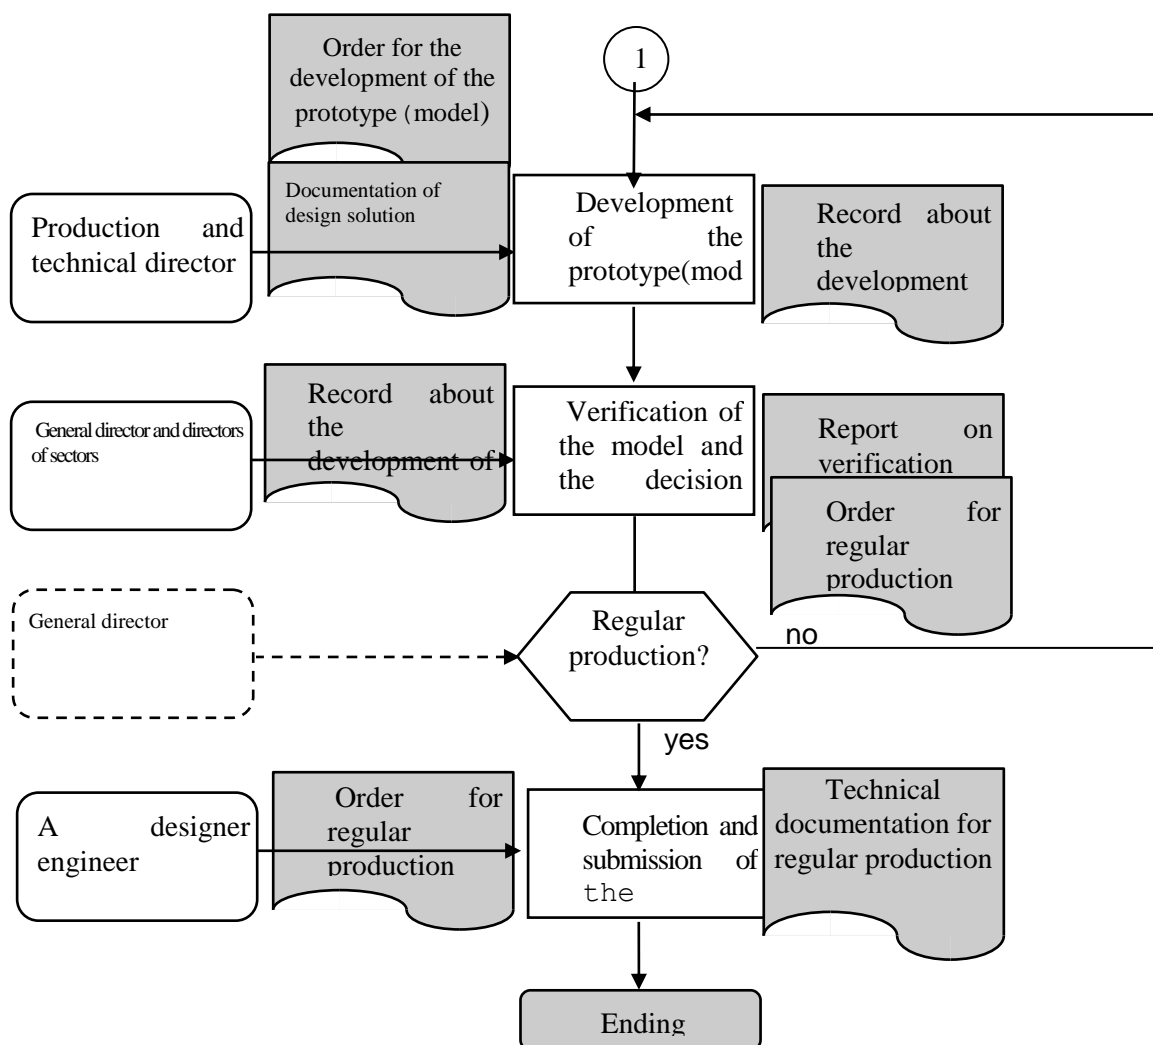 Order for the
development of the
prototype (model)
1
Documentation of
design solution
Production and
technical director
Development
of the
prototype(mod
Record about
the
development
General director and directors
of sectors
Record about
the
development of
Verification of
the model and
the decision
Report on
verification
Order for
regular
production
General director
Regular
production?
no
yes
A designer
engineer
Order for
regular
production
Completion and
submission of
the
Technical
documentation for
regular production
Ending